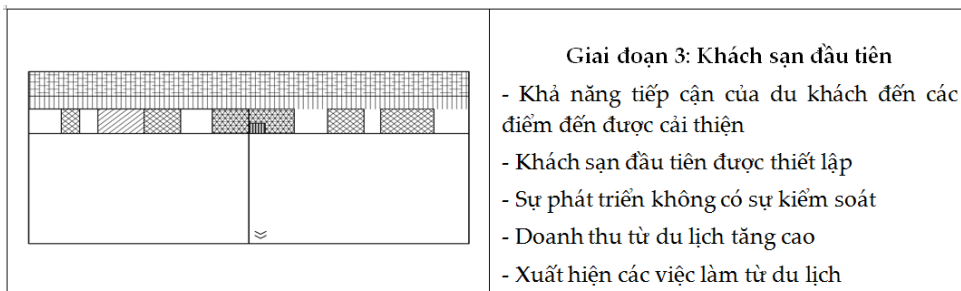 Giai đoạn 3: Khách sạn đầu tiên
- Khả năng tiếp cận của du khách đến các
điểm đến được cải thiện
- Khách sạn đầu tiên được thiết lập
- Sự phát triển không có sự kiểm soát
- Doanh thu từ du lịch tăng cao
- Xuất hiện các việc làm từ du lịch